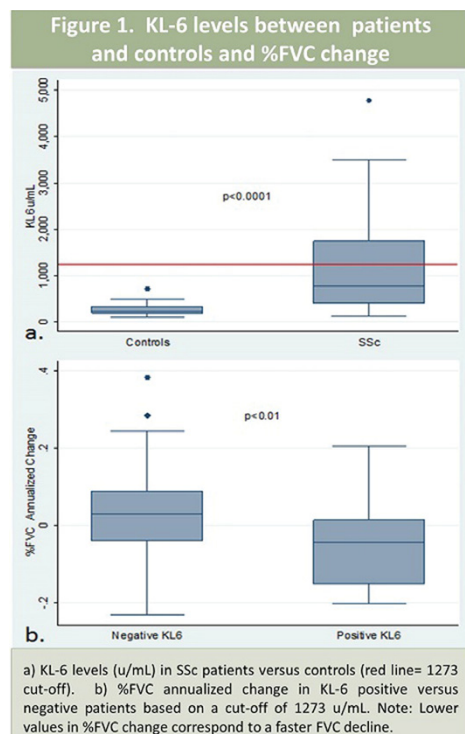 Figure 1.  KL-6 levels between  patients
and controls and %FVC change
5,000
4,000
3,000
2,000
1,000
0
KL6 u/mL
p<0.0001
a.
Controls
SSc
.4
.2
0
-.2
%FVC Annualized Change
p<0.01
b.
Negative KL6
Positive KL6
a) KL-6 levels (u/mL) in SSc patients versus controls (red line= 1273
cut-off).  b) %FVC annualized change in KL-6 positive versus
negative patients based on a cut-off of 1273 u/mL. Note: Lower
values in %FVC change correspond to a faster FVC decline.